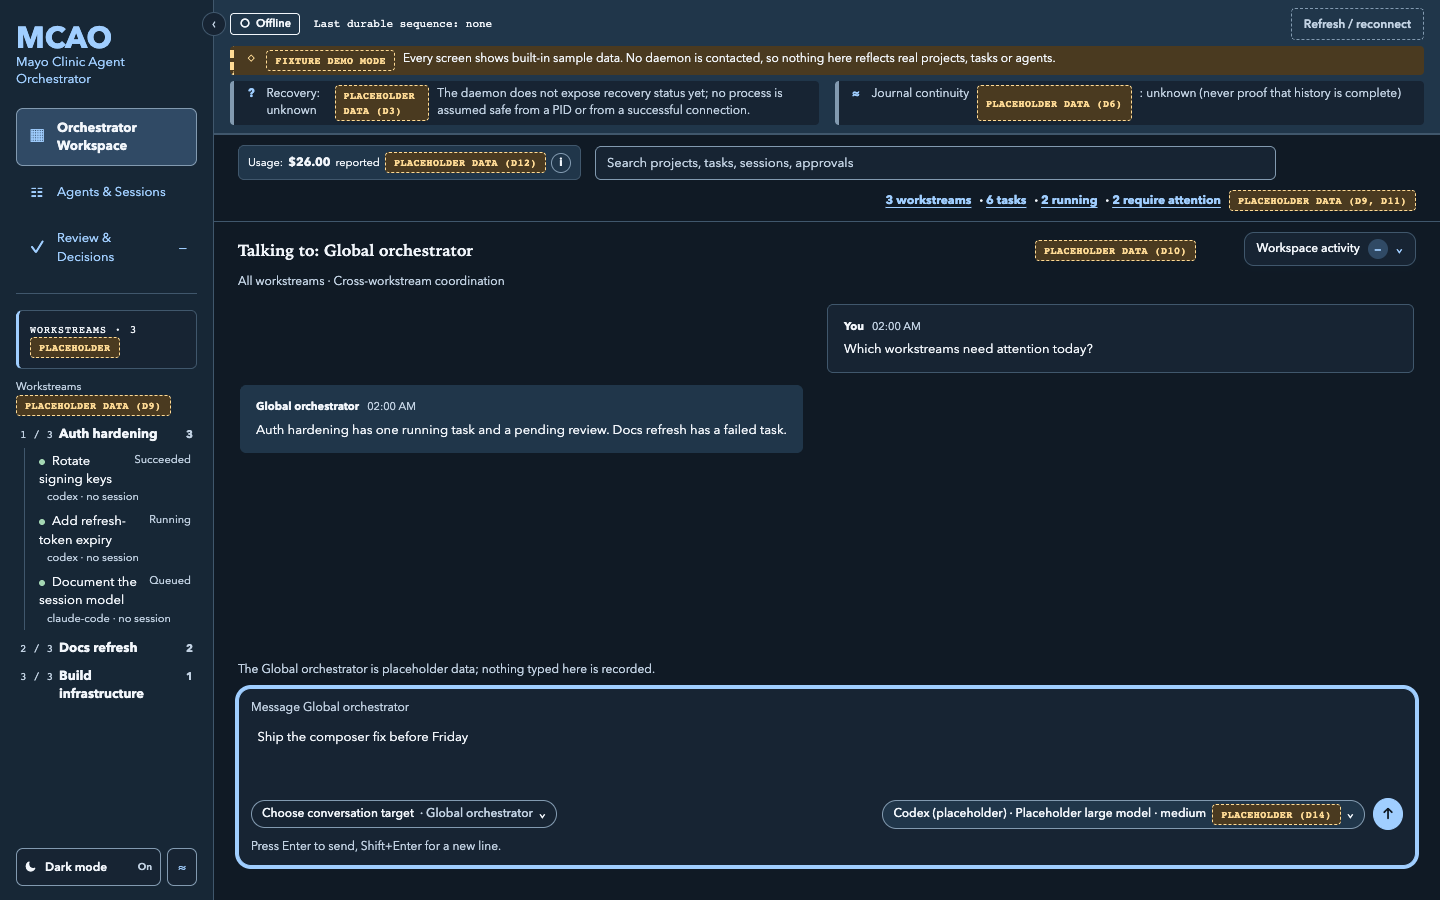 MCAO
Mayo Clinic Agent
Orchestrator
Orchestrator
Workspace
Agents & Sessions
Review &
Decisions
–
WORKSTREAMS · 3
PLACEHOLDER
Workstreams
PLACEHOLDER DATA (D9)
1 / 3 Auth hardening 3
Rotate Succeeded
signing keys
codex · no session
Add refresh- Running
token expiry
codex · no session
Document the Queued
session model
claude-code · no session
2 / 3 Docs refresh 2
3 / 3 Build 1
infrastructure
Dark mode On
≈
‹
Offline Last durable sequence: none
Refresh / reconnect
FIXTURE DEMO MODE Every screen shows built-in sample data. No daemon is contacted, so nothing here reflects real projects, tasks or agents.
? Recovery: PLACEHOLDER The daemon does not expose recovery status yet; no process is
unknown DATA (D3) assumed safe from a PID or from a successful connection.
≈ Journal continuity PLACEHOLDER DATA (D6) : unknown (never proof that history is complete)
Usage: $26.00 reported PLACEHOLDER DATA (D12) i
Search projects, tasks, sessions, approvals
3 workstreams · 6 tasks · 2 running · 2 require attention PLACEHOLDER DATA (D9, D11)
Talking to: Global orchestrator
PLACEHOLDER DATA (D10)
Workspace activity –
All workstreams · Cross-workstream coordination
You 02:00 AM
Which workstreams need attention today?
Global orchestrator 02:00 AM
Auth hardening has one running task and a pending review. Docs refresh has a failed task.
The Global orchestrator is placeholder data; nothing typed here is recorded.
Message Global orchestrator
Ship the composer fix before Friday
Choose conversation target · Global orchestrator
Codex (placeholder) · Placeholder large model · medium PLACEHOLDER (D14)
Press Enter to send, Shift+Enter for a new line.